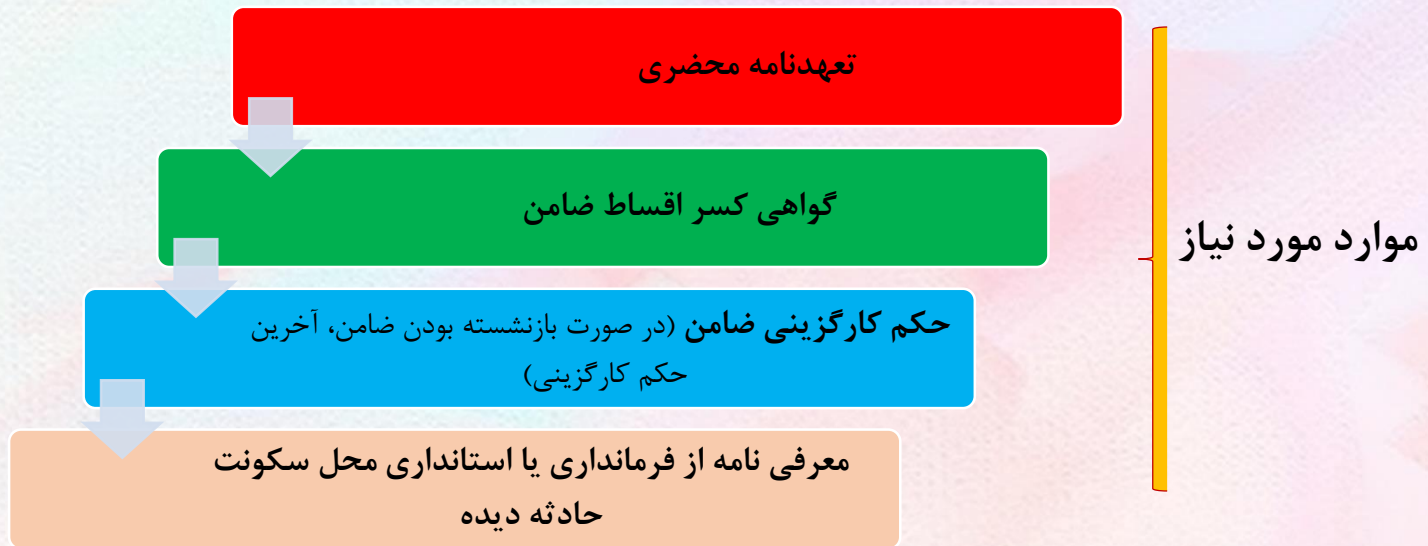 موارد مورد نیاز
تعهدنامه محضری
گواهی کسر اقساط ضامن
حکم کارگزینی ضامن (در صورت بازنشسته بودن ضامن، آخرین
حکم کارگزینی)
معرفی نامه از فرمانداری یا استانداری محل سکونت
حادثه دیده